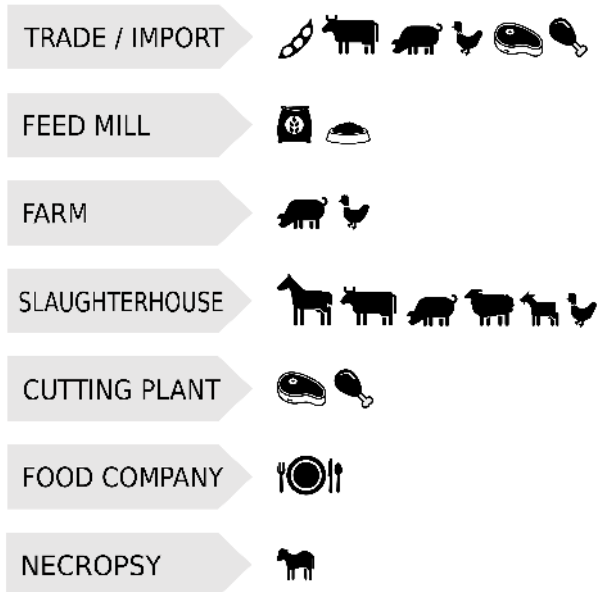 TRADE / IMPORT
FEED MILL
FARM
SLAUGHTERHOUSE
CUTTING PLANT
FOOD COMPANY
NECROPSY